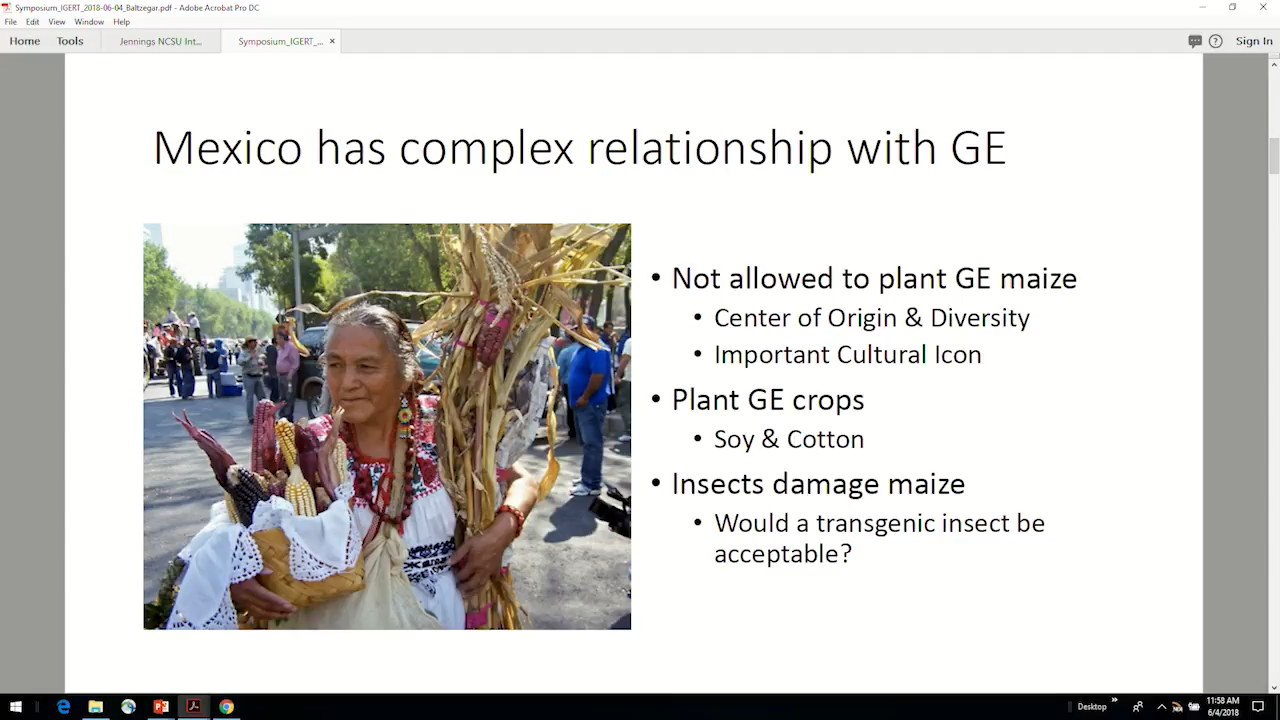 Symposium_IGERT_2018-06-04_Baltzegar.pdf - Adobe Acrobat Pro DC
File Edit View Window Help
Home Tools Jennings NCSU Int... Symposium_IGERT_... × Sign In
Mexico has complex relationship with GE
• Not allowed to plant GE maize
• Center of Origin & Diversity
• Important Cultural Icon
• Plant GE crops
• Soy & Cotton
• Insects damage maize
• Would a transgenic insect be
acceptable?
Desktop
11:58 AM
6/4/2018